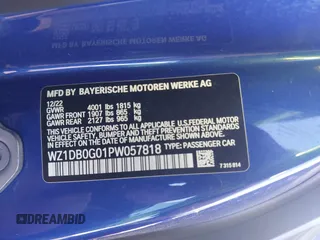 MFD BY BAYERISCHE MOTOREN WERKE AG
12/22
GVWR 4001 lbs 1815 kg
GAWR FRONT 1907 lbs 865 kg
GAWR REAR 2127 lbs 965 kg
THIS VEHICLE CONFORMS TO ALL APPLICABLE U.S. FEDERAL MOTOR
VEHICLE SAFETY, BUMPER, AND THEFT PREVENTION STANDARDS
IN EFFECT ON THE DATE OF MANUFACTURE SHOWN ABOVE.
WZ1DB0G01PW057818 TYPE: PASSENGER CAR
7 315 814
DREAMBID